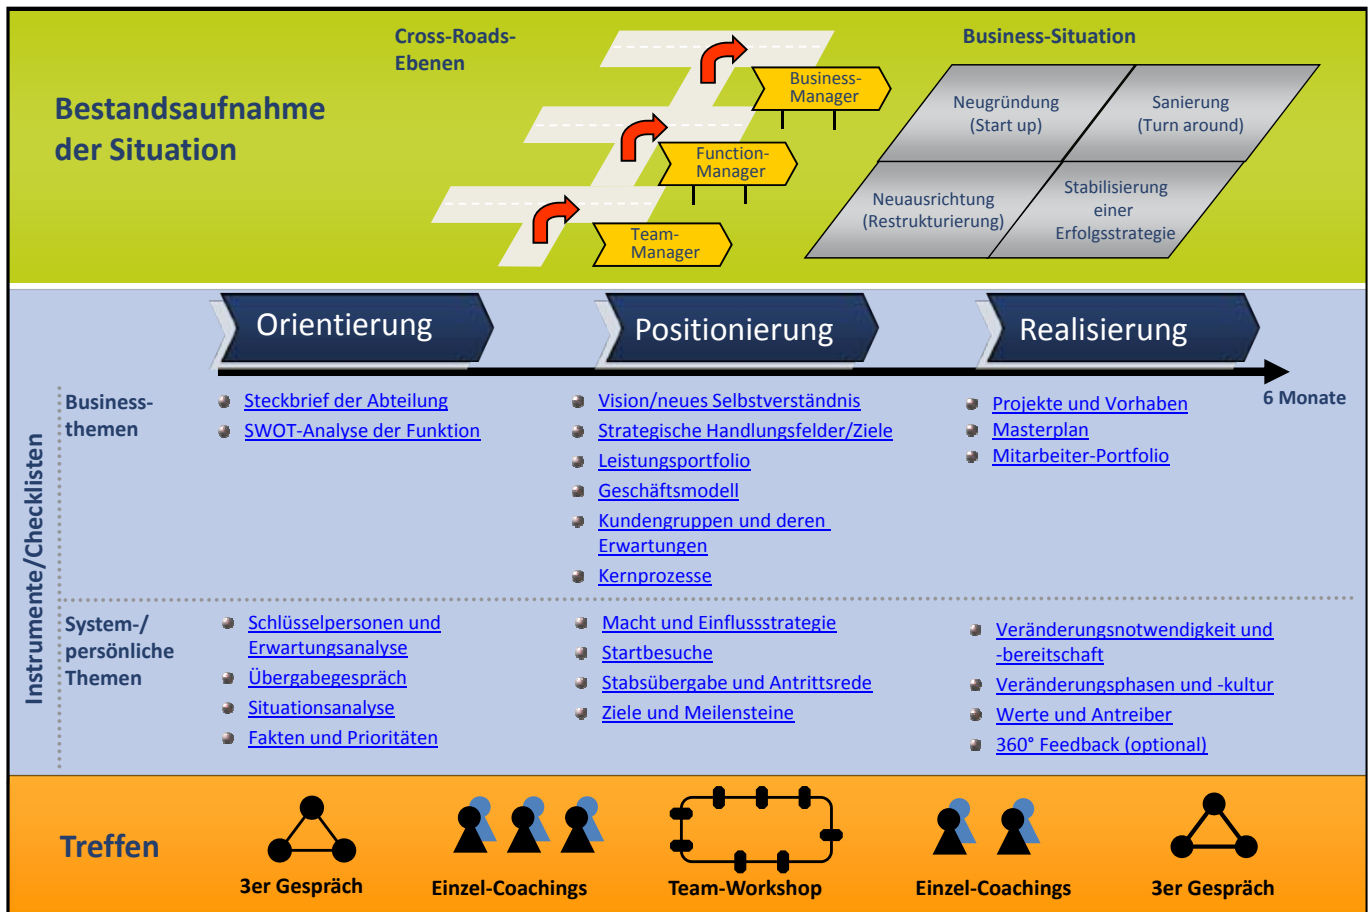 Bestandsaufnahme
der Situation
Cross-Roads-
Ebenen
Business-
Manager
Function-
Manager
Team-
Manager
Business-Situation
Neugründung
(Start up)
Sanierung
(Turn around)
Neuausrichtung
(Restrukturierung)
Stabilisierung
einer
Erfolgsstrategie
Orientierung
Positionierung
Realisierung
6 Monate
Instrumente/Checklisten
Business-
themen
Steckbrief der Abteilung
SWOT-Analyse der Funktion
Vision/neues Selbstverständnis
Strategische Handlungsfelder/Ziele
Leistungsportfolio
Geschäftsmodell
Kundengruppen und deren
Erwartungen
Kernprozesse
Projekte und Vorhaben
Masterplan
Mitarbeiter-Portfolio
System-/
persönliche
Themen
Schlüsselpersonen und
Erwartungsanalyse
Übergabegespräch
Situationsanalyse
Fakten und Prioritäten
Macht und Einflussstrategie
Startbesuche
Stabsübergabe und Antrittsrede
Ziele und Meilensteine
Veränderungsnotwendigkeit und
-bereitschaft
Veränderungsphasen und -kultur
Werte und Antreiber
360° Feedback (optional)
Treffen
3er Gespräch
Einzel-Coachings
Team-Workshop
Einzel-Coachings
3er Gespräch